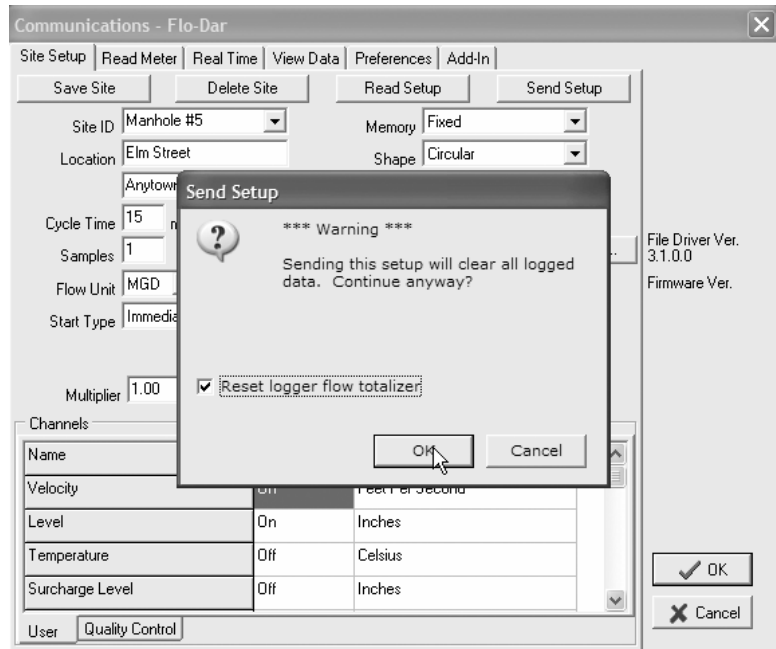 Communications - Flo-Dar
Site Setup Read Meter Real Time View Data Preferences Add-In
Save Site Delete Site Read Setup Send Setup
Site ID Manhole #5 Memory Fixed
Location Elm Street Shape Circular
Send Setup
*** Warning ***
Sending this setup will clear all logged
data. Continue anyway?
Reset logger flow totalizer
OK Cancel
Cycle Time 15
Samples 1
Flow Unit MGD
Start Type
Multiplier 1.00
File Driver Ver.
3.1.0.0
Firmware Ver.
Channels
Name
Velocity Feet Per Second
Level On Inches
Temperature Off Celsius
Surcharge Level Off Inches
User Quality Control
OK
Cancel